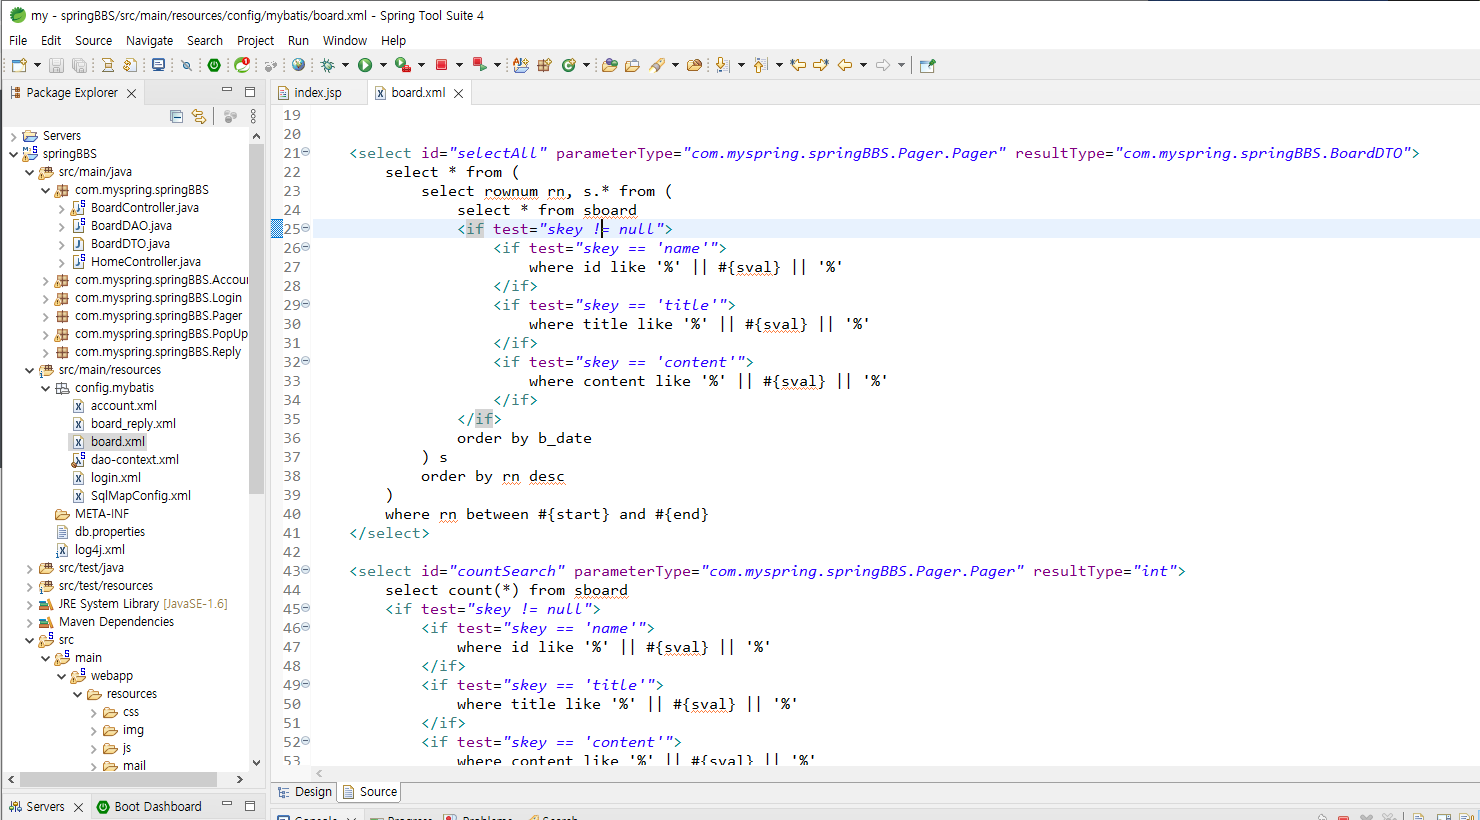 my - springBBS/src/main/resources/config/mybatis/board.xml - Spring Tool Suite 4
File Edit Source Navigate Search Project Run Window Help
Package Explorer
index.jsp
board.xml
Servers
springBBS
src/main/java
com.myspring.springBBS
BoardController.java
BoardDAO.java
BoardDTO.java
HomeController.java
com.myspring.springBBS.Accou
com.myspring.springBBS.Login
com.myspring.springBBS.Pager
com.myspring.springBBS.PopUp
com.myspring.springBBS.Reply
src/main/resources
config.mybatis
account.xml
board_reply.xml
board.xml
dao-context.xml
login.xml
SqlMapConfig.xml
META-INF
db.properties
log4j.xml
src/test/java
src/test/resources
JRE System Library [JavaSE-1.6]
Maven Dependencies
src
main
webapp
resources
css
img
js
mail
Servers
Boot Dashboard
19
20
21 <select id="selectAll" parameterType="com.myspring.springBBS.Pager.Pager" resultType="com.myspring.springBBS.BoardDTO">
22 select * from (
23 select rownum rn, s.* from (
24 select * from sboard
25 <if test="skey != null">
26 <if test="skey == 'name'">
27 where id like '%' || #{sval} || '%'
28 </if>
29 <if test="skey == 'title'">
30 where title like '%' || #{sval} || '%'
31 </if>
32 <if test="skey == 'content'">
33 where content like '%' || #{sval} || '%'
34 </if>
35 </if>
36 order by b_date
37 ) s
38 order by rn desc
39 )
40 where rn between #{start} and #{end}
41 </select>
42
43 <select id="countSearch" parameterType="com.myspring.springBBS.Pager.Pager" resultType="int">
44 select count(*) from sboard
45 <if test="skey != null">
46 <if test="skey == 'name'">
47 where id like '%' || #{sval} || '%'
48 </if>
49 <if test="skey == 'title'">
50 where title like '%' || #{sval} || '%'
51 </if>
52 <if test="skey == 'content'">
53 where content like '%' || #{sval} || '%'
Design
Source
Console
Progress
Problems
Search